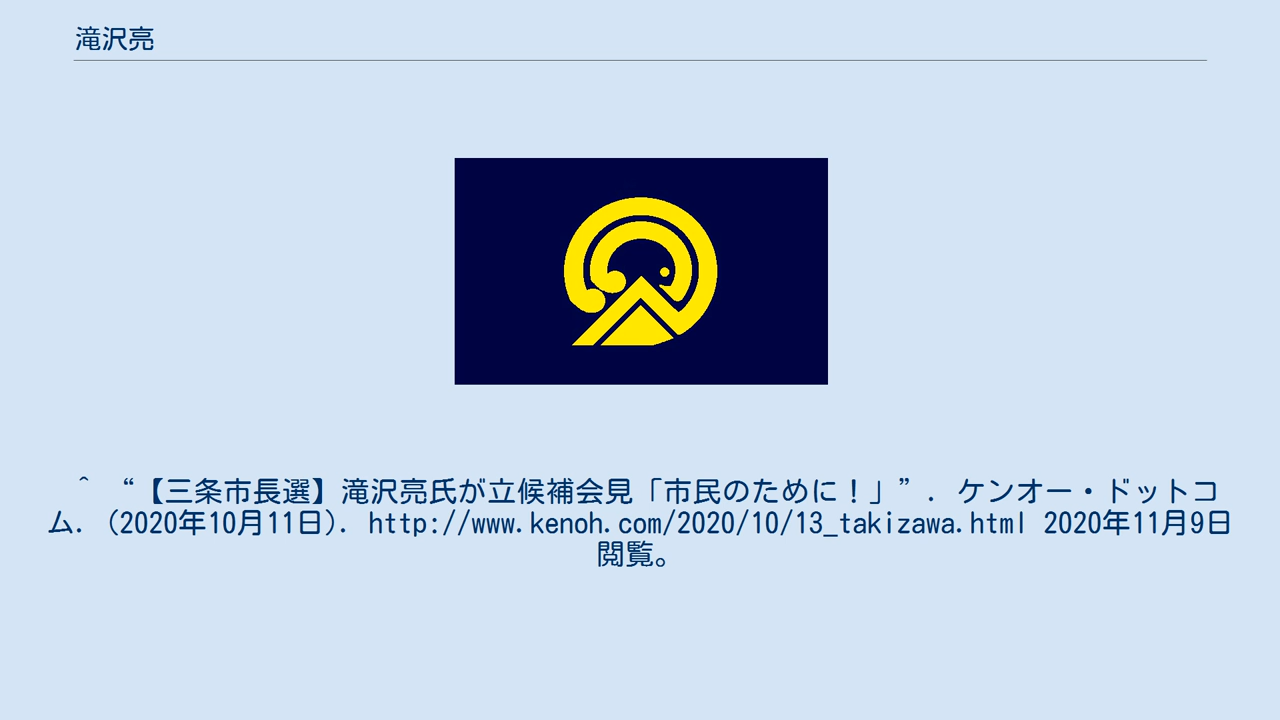 滝沢亮
^ “【三条市長選】滝沢亮氏が立候補会見「市民のために！」”. ケンオー・ドットコ
ム. (2020年10月11日). http://www.kenoh.com/2020/10/13_takizawa.html 2020年11月9日
閲覧。